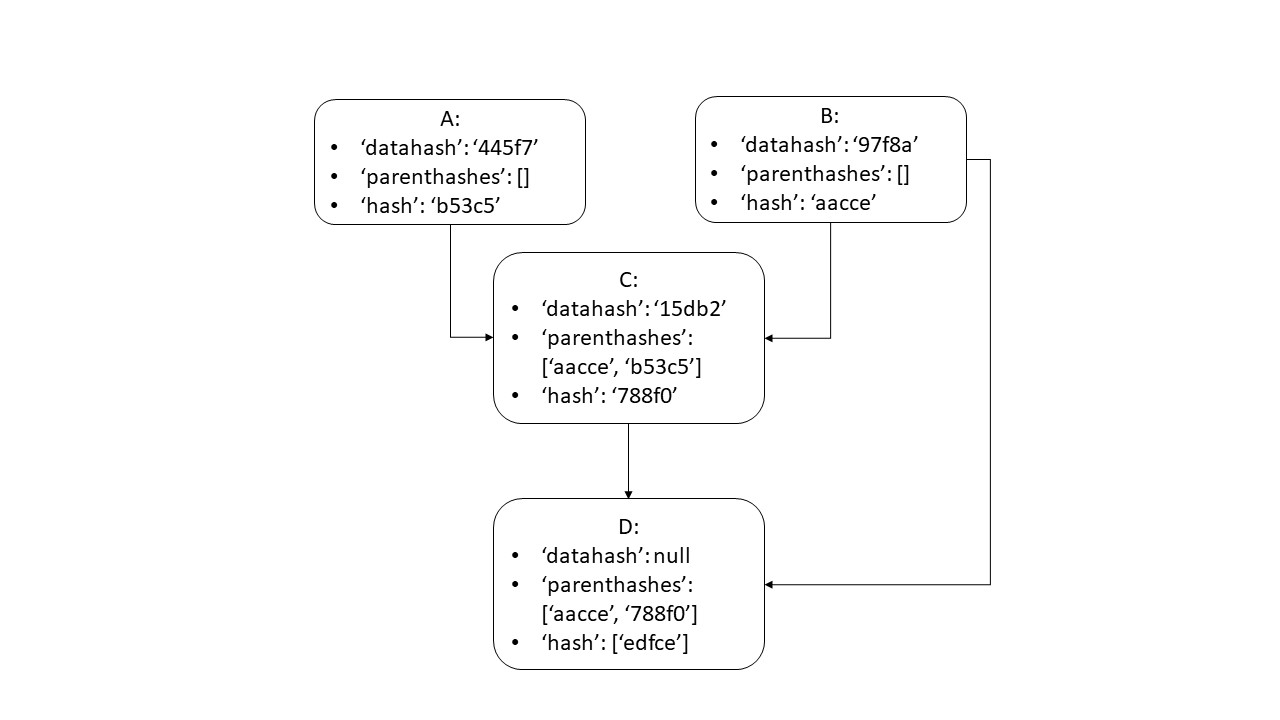 A:
• ‘datahash’: ‘445f7’
• ‘parenthashes’: []
• ‘hash’: ‘b53c5’
B:
• ‘datahash’: ‘97f8a’
• ‘parenthashes’: []
• ‘hash’: ‘aacce’
C:
• ‘datahash’: ‘15db2’
• ‘parenthashes’:
[‘aacce’, ‘b53c5’]
• ‘hash’: ‘788f0’
D:
• ‘datahash’: null
• ‘parenthashes’:
[‘aacce’, ‘788f0’]
• ‘hash’: [‘edfce’]